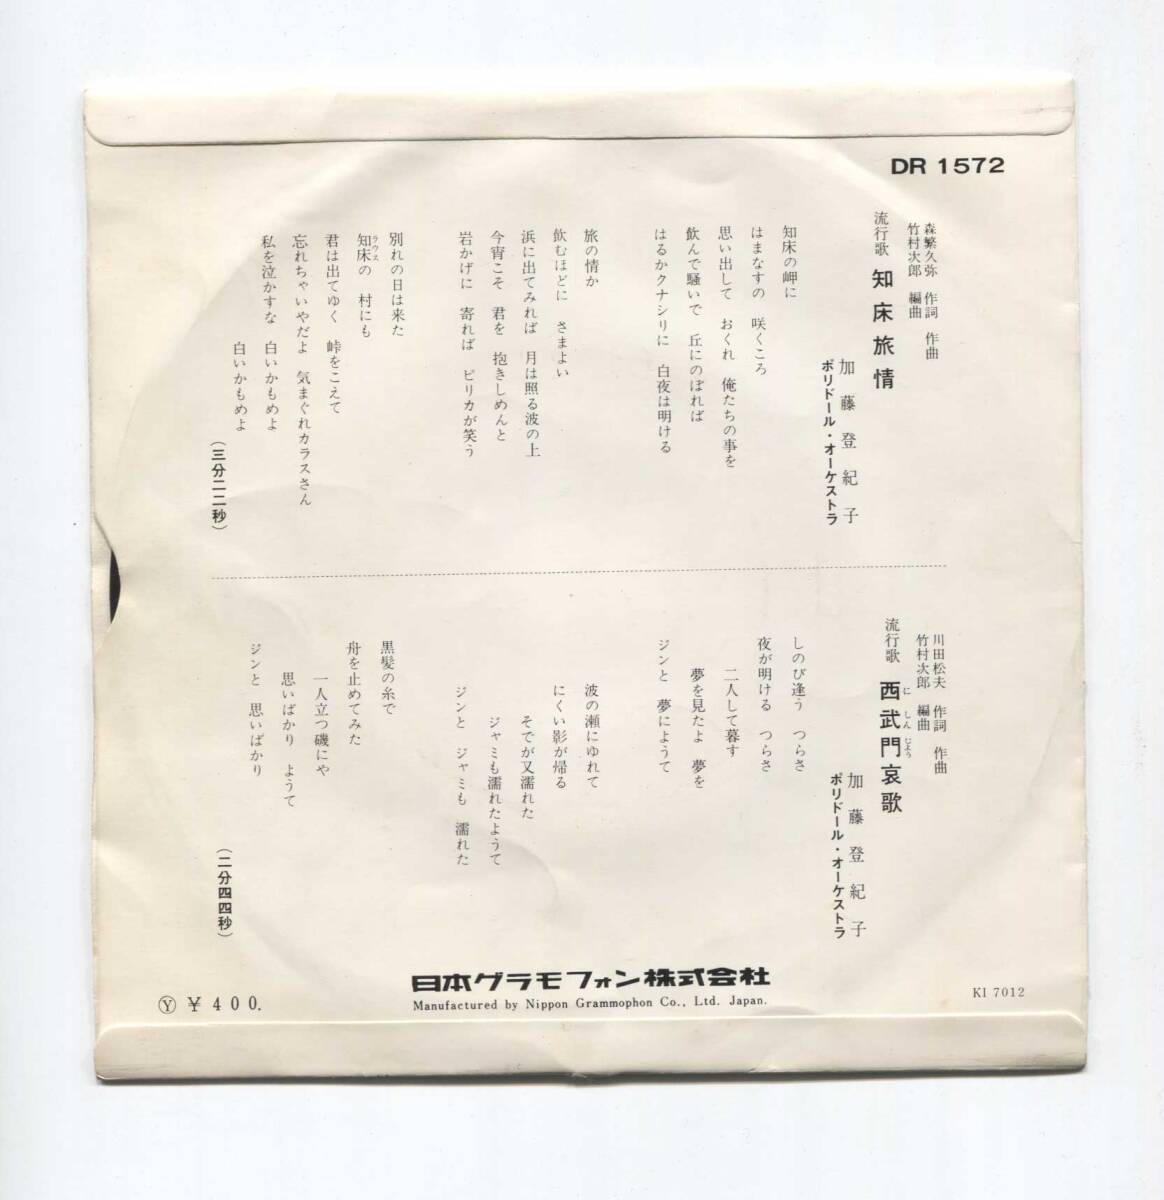 DR 1572
森繁久弥 作詞 作曲
竹村次郎 編曲
流行歌 知床旅情
加藤登紀子
ポリドール・オーケストラ
知床の岬に
はまなすの 咲くころ
思い出して おくれ 俺たちの事を
飲んで騒いで 丘にのぼれば
はるかクナシリに 白夜は明ける
旅の情か
飲むほどに さまよい
浜に出てみれば 月は照る波の上
今宵こそ 君を 抱きしめんと
岩かげに 寄れば ピリカが笑う
別れの日は来た
ラウス
知床の 村にも
君は出てゆく 峠をこえて
忘れちゃいやだよ 気まぐれカラスさん
私を泣かすな 白いかもめよ
白いかもめよ
(三分二二秒)
川田松夫 作詞 作曲
竹村次郎 編曲
流行歌 西武門哀歌
にしんじょう
加藤登紀子
ポリドール・オーケストラ
しのび逢う つらさ
夜が明ける つらさ
二人して暮す
夢を見たよ 夢を
ジンと 夢にようて
波の瀬にゆれて
にくい影が帰る
そでが又濡れた
ジャミも濡れたようて
ジンと ジャミも 濡れた
黒髪の糸で
舟を止めてみた
一人立つ磯にや
思いばかり ようて
ジンと 思いばかり
(二分四四秒)
日本グラモフォン株式会社
Manufactured by Nippon Grammophon Co., Ltd. Japan.
Ⓨ ¥400.
KI 7012